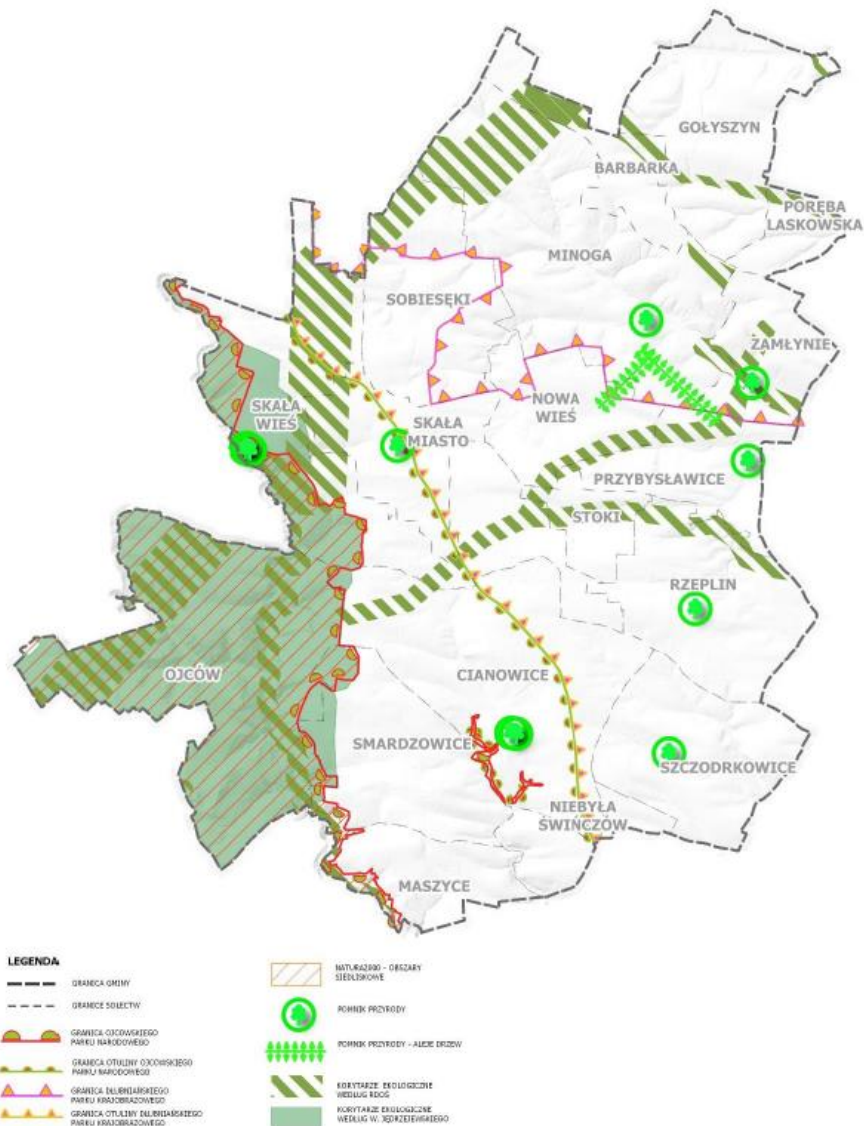 GOŁYSZYN
BARBARKA
PORĘBA
LASKOWSKA
MINOGA
SOBIESĘKI
ZAMŁYNIE
SKAŁA
WIEŚ
NOWA
WIEŚ
SKAŁA
MIASTO
PRZYBYSŁAWICE
STOKI
RZEPLIN
OJCÓW
CIANOWICE
SMARDZOWICE
SZCZODRKOWICE
NIEBYŁA
ŚWIŃCZÓW
MASZYCE
LEGENDA
GRANICA GMINY
GRANICE SOŁECTW
GRANICA OJCOWSKIEGO
PARKU NARODOWEGO
GRANICA OTULINY OJCOWSKIEGO
PARKU NARODOWEGO
GRANICA DŁUBNIAŃSKIEGO
PARKU KRAJOBRAZOWEGO
GRANICA OTULINY DŁUBNIAŃSKIEGO
PARKU KRAJOBRAZOWEGO
NATURA2000 - OBSZARY
SIEDLISKOWE
POMNIK PRZYRODY
POMNIK PRZYRODY - ALEJE DRZEW
KORYTARZE EKOLOGICZNE
WEDŁUG RDOŚ
KORYTARZE EKOLOGICZNE
WEDŁUG W. JĘDRZEJEWSKIEGO